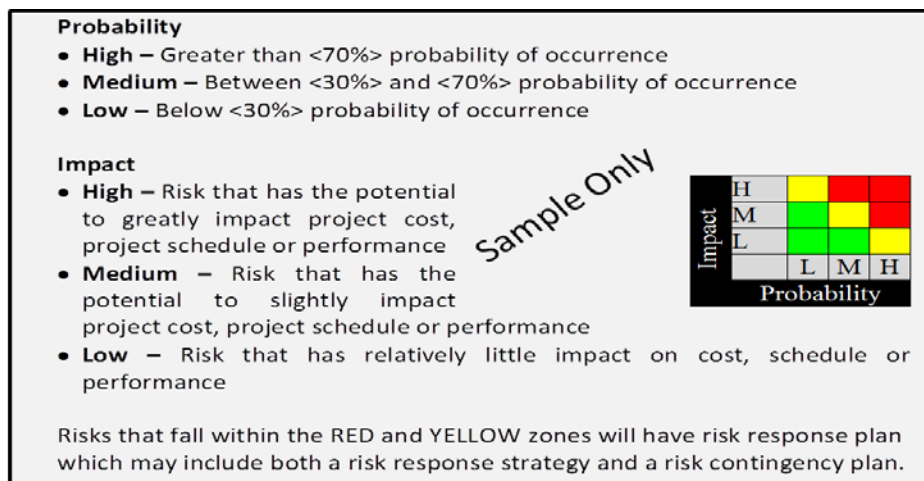 Probability
• High – Greater than <70%> probability of occurrence
• Medium – Between <30%> and <70%> probability of occurrence
• Low – Below <30%> probability of occurrence
Impact
• High – Risk that has the potential
to greatly impact project cost,
project schedule or performance
• Medium – Risk that has the
potential to slightly impact
project cost, project schedule or performance
• Low – Risk that has relatively little impact on cost, schedule or
performance
Sample Only
Impact
H
M
L
L M H
Probability
Risks that fall within the RED and YELLOW zones will have risk response plan
which may include both a risk response strategy and a risk contingency plan.